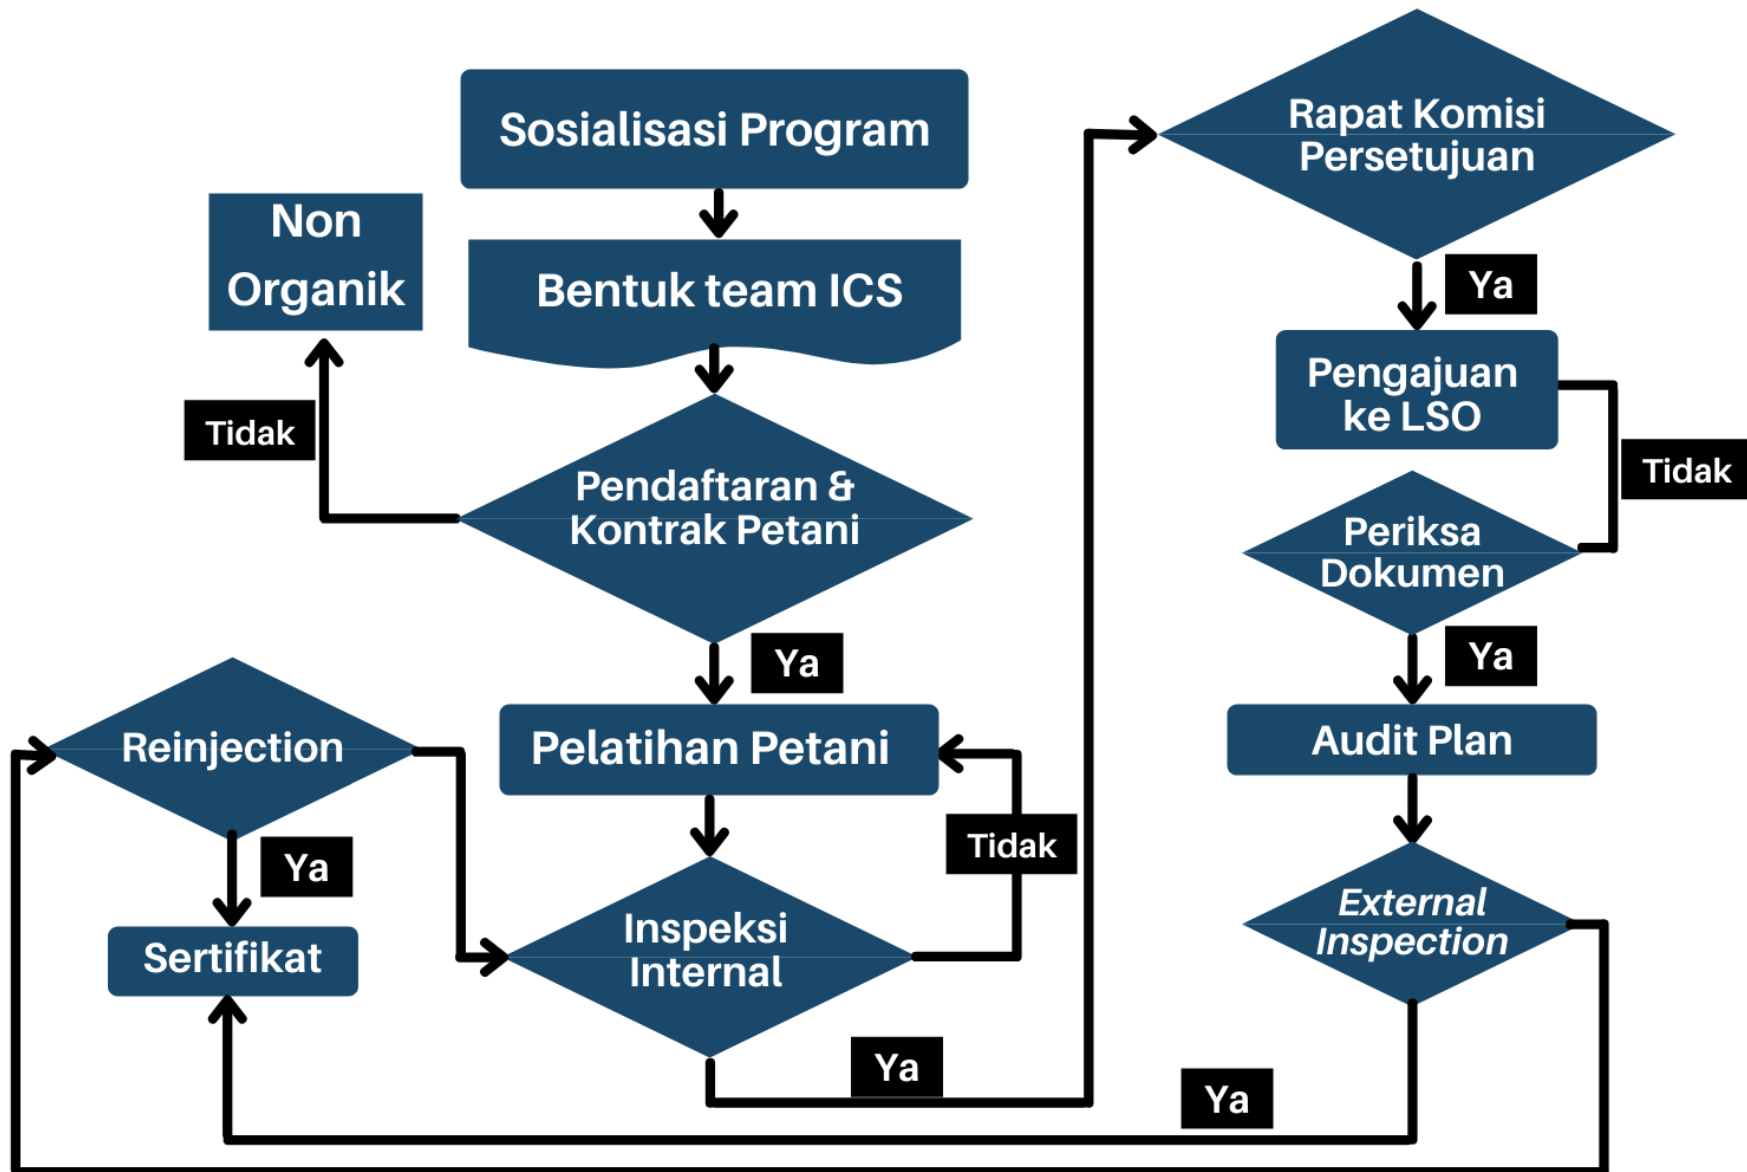 Sosialisasi Program
Bentuk team ICS
Non
Organik
Tidak
Pendaftaran &
Kontrak Petani
Ya
Pelatihan Petani
Tidak
Inspeksi
Internal
Ya
Reinjection
Ya
Sertifikat
Rapat Komisi
Persetujuan
Ya
Pengajuan
ke LSO
Tidak
Periksa
Dokumen
Ya
Audit Plan
External
Inspection
Ya